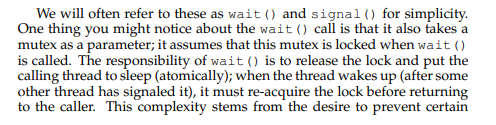 We will often refer to these as wait() and signal() for simplicity.
One thing you might notice about the wait() call is that it also takes a
mutex as a parameter; it assumes that this mutex is locked when wait()
is called. The responsibility of wait() is to release the lock and put the
calling thread to sleep (atomically); when the thread wakes up (after some
other thread has signaled it), it must re-acquire the lock before returning
to the caller. This complexity stems from the desire to prevent certain